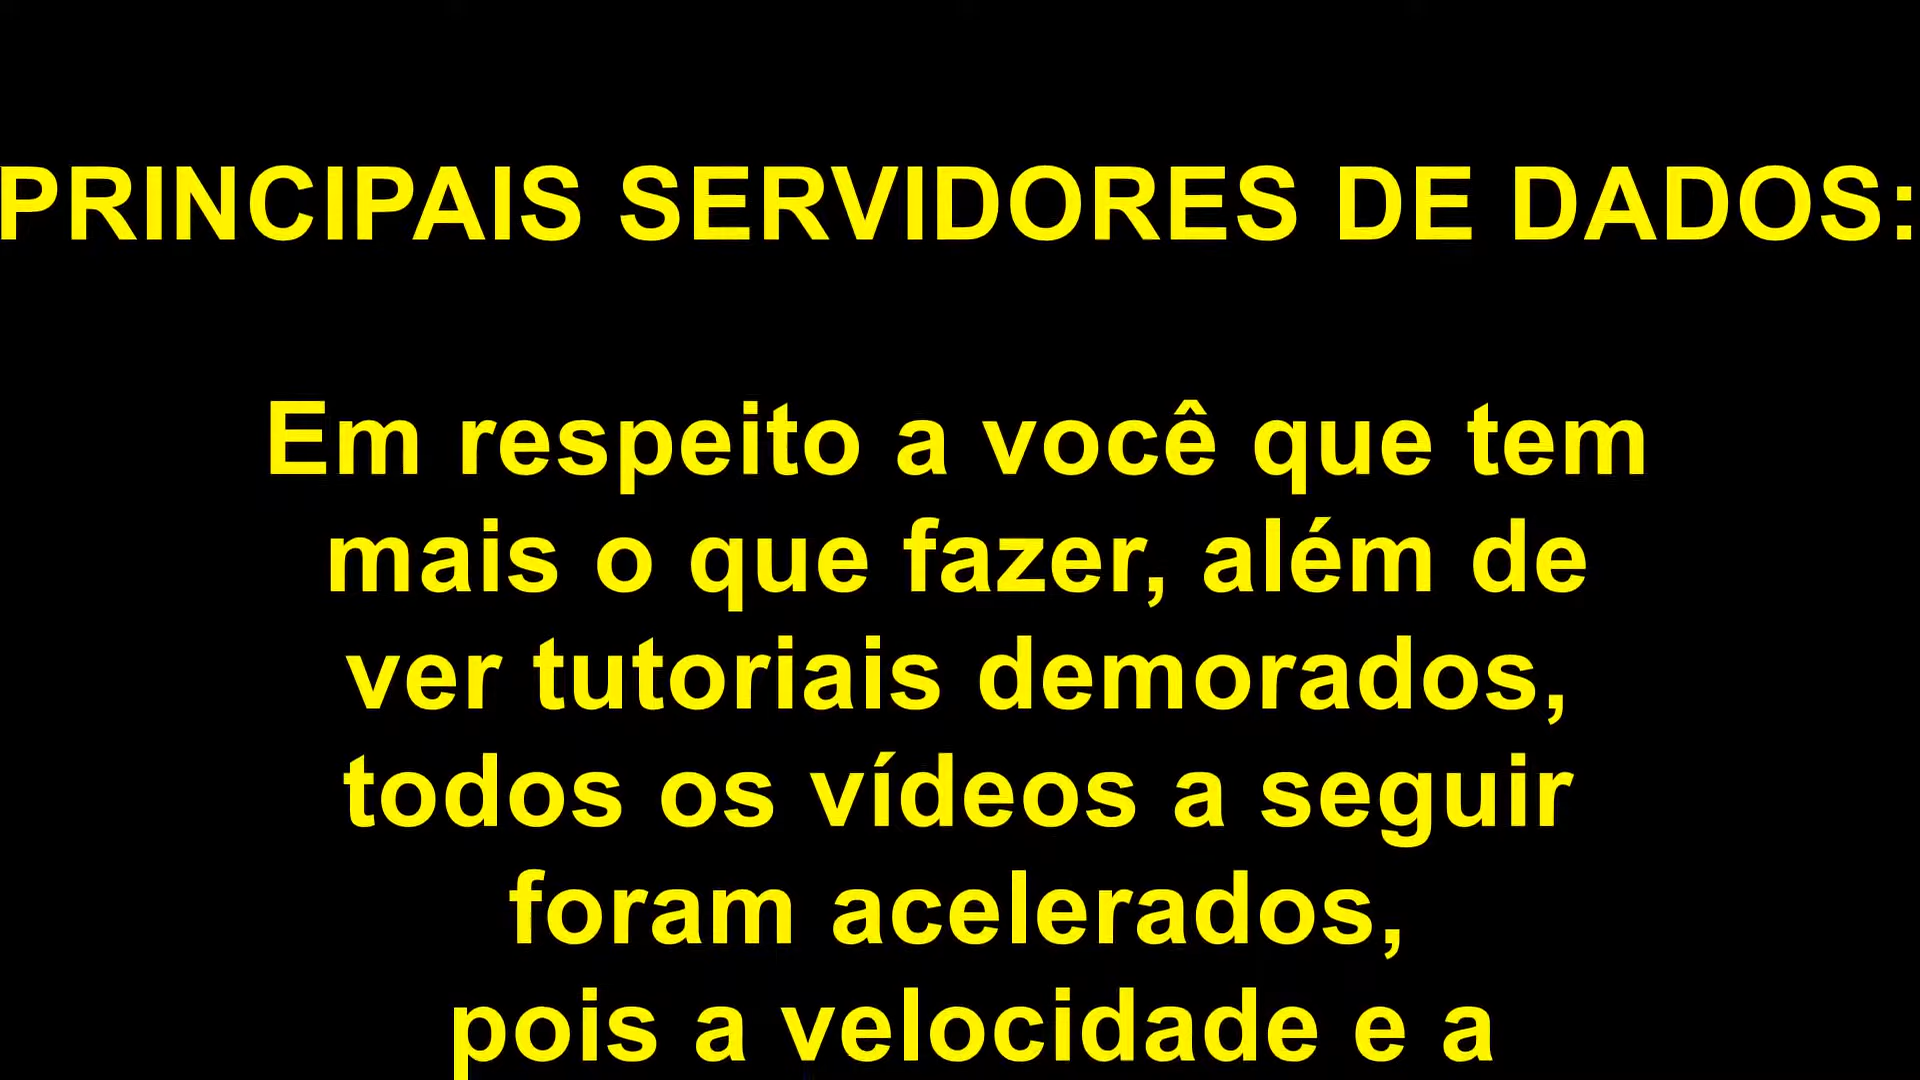 PRINCIPAIS SERVIDORES DE DADOS:
Em respeito a você que tem
mais o que fazer, além de
ver tutoriais demorados,
todos os vídeos a seguir
foram acelerados,
pois a velocidade e a